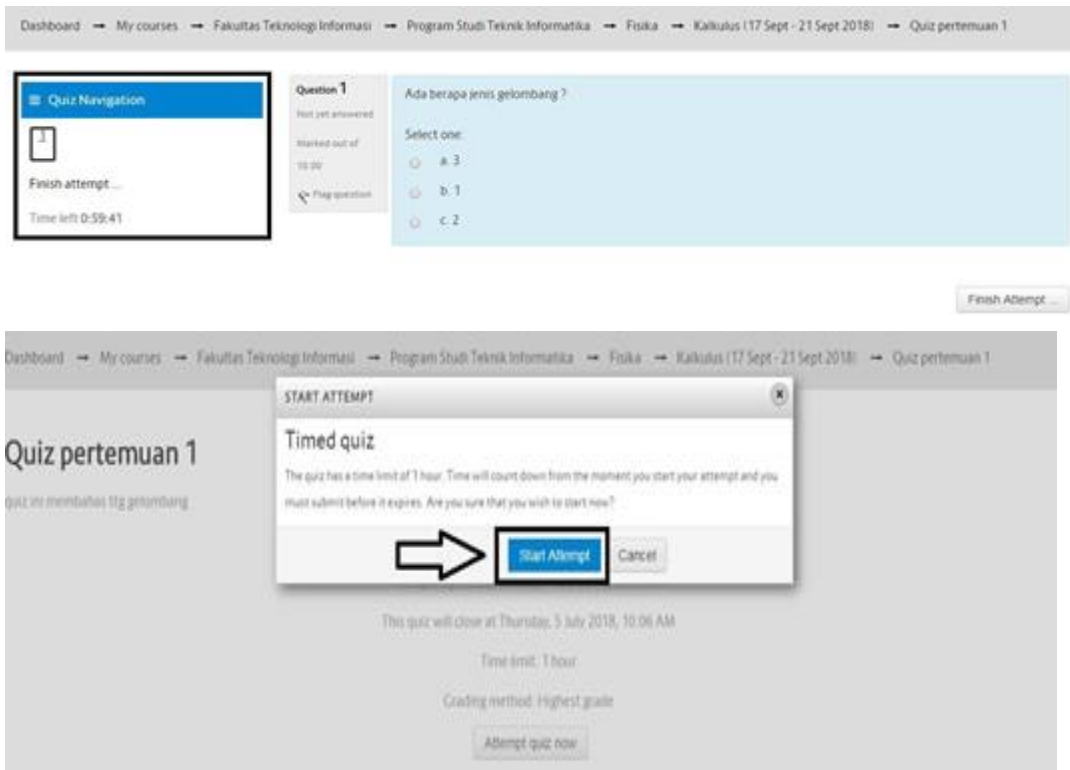 Dashboard → My courses → Fakultas Teknologi Informasi → Program Studi Teknik Informatika → Fisika → Kalkulus (17 Sept - 21 Sept 2018) → Quiz pertemuan 1
Quiz Navigation
1
Finish attempt ...
Time left 0:59:41
Question 1
Not yet answered
Marked out of
10.00
Flag question
Ada berapa jenis gelombang ?
Select one:
a. 3
b. 1
c. 2
Finish Attempt ...
Dashboard → My courses → Fakultas Teknologi Informasi → Program Studi Teknik Informatika → Fisika → Kalkulus (17 Sept - 21 Sept 2018) → Quiz pertemuan 1
START ATTEMPT
x
Timed quiz
The quiz has a time limit of 1 hour. Time will count down from the moment you start your attempt and you
must submit before it expires. Are you sure that you wish to start now?
Start Attempt
Cancel
Quiz pertemuan 1
quiz ini membahas ttg gelombang
This quiz will close at Thursday, 5 July 2018, 10:06 AM
Time limit: 1 hour
Grading method: Highest grade
Attempt quiz now